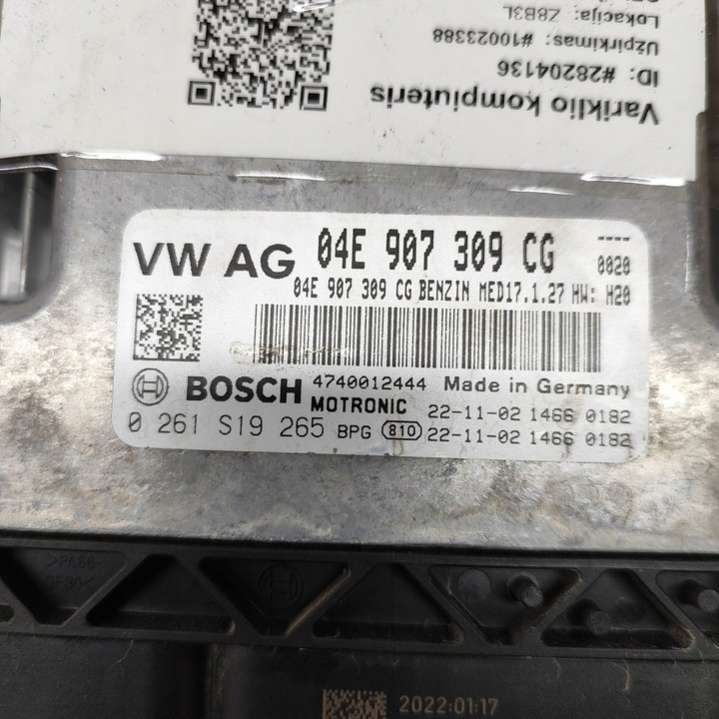 Variklio kompiuteris
ID: #28204136
Užpirkimas: #10023388
Lokacija: Z8B3L
VW AG 04E 907 309 CG ----
0020
04E 907 309 CG BENZIN MED17.1.27 HW: H20
BOSCH 4740012444 Made in Germany
MOTRONIC 22-11-02 1466 0182
0 261 S19 265 BPG 810 22-11-02 1466 0182
>PA66-
GF30<
2022:01:17